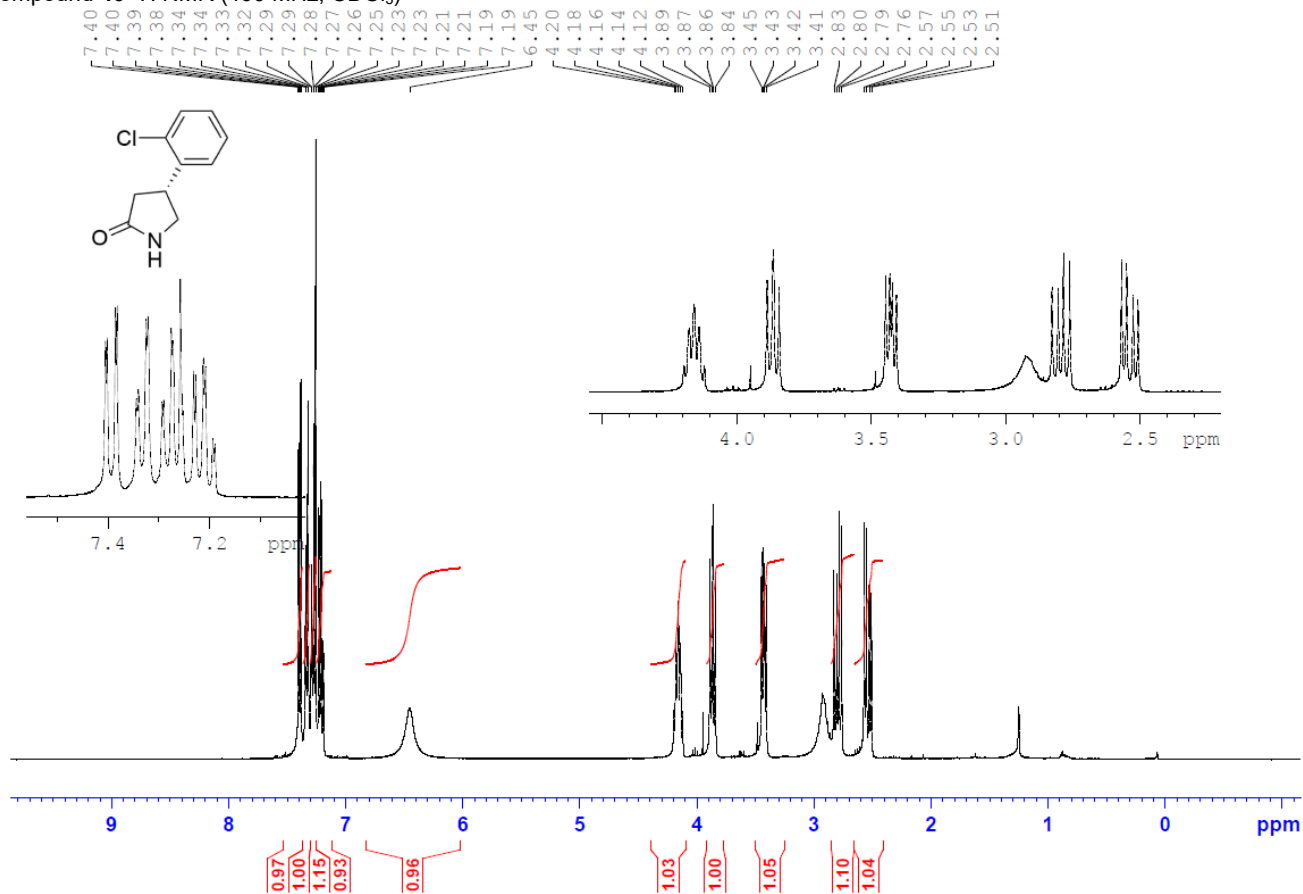 ompound NMR (400 MHz, CDCl₃)
7.40 7.40 7.39 7.38 7.34 7.34 7.33 7.32 7.29 7.29 7.28 7.27 7.26 7.25 7.23 7.23 7.21 7.21 7.19 7.19 6.45 4.20 4.18 4.16 4.14 4.12 3.89 3.87 3.86 3.84 3.45 3.43 3.42 3.41 2.83 2.80 2.79 2.76 2.57 2.55 2.53 2.51
Cl
O
N
H
4.0 3.5 3.0 2.5 ppm
7.4 7.2 ppm
9 8 7 6 5 4 3 2 1 0 ppm
0.97 1.00 1.15 0.93 0.96 1.03 1.00 1.05 1.10 1.04